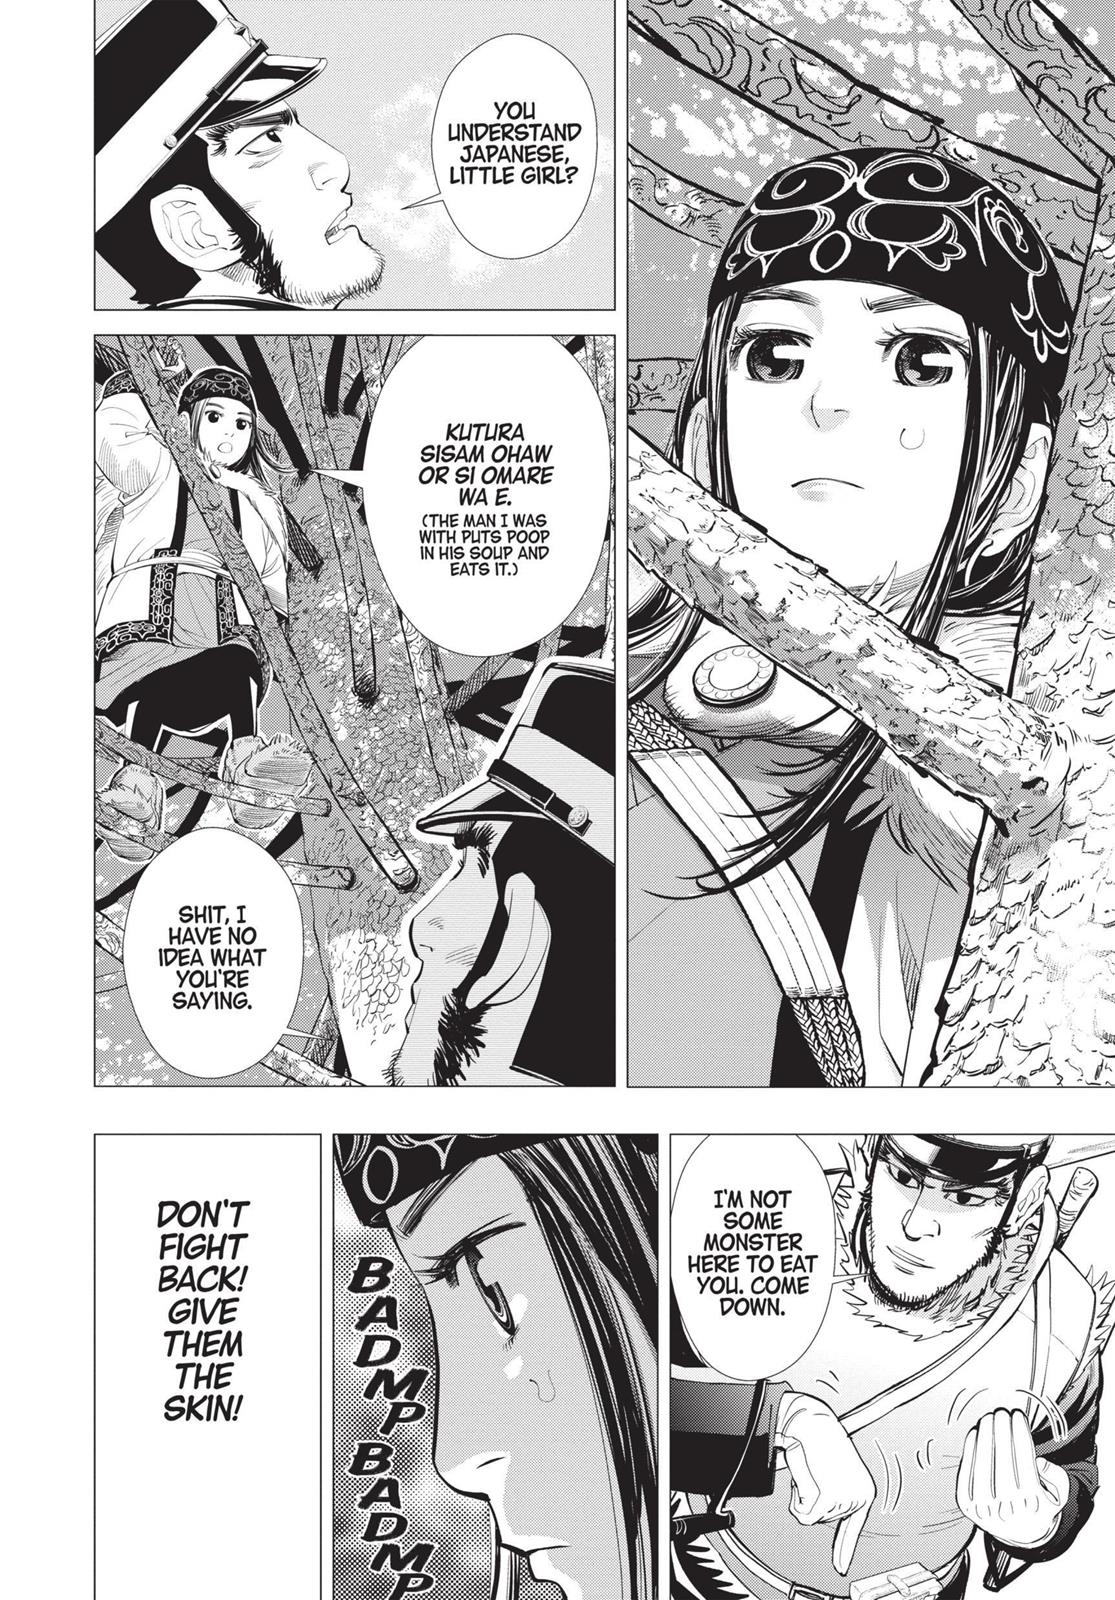 YOU
UNDERSTAND
JAPANESE,
LITTLE GIRL?
KUTURA
SISAM OHAW
OR SI OMARE
WA E.
(THE MAN I WAS
WITH PUTS POOP
IN HIS SOUP AND
EATS IT.)
SHIT, I
HAVE NO
IDEA WHAT
YOU'RE
SAYING.
I'M NOT
SOME
MONSTER
HERE TO EAT
YOU. COME
DOWN.
BADMP BADMP
DON'T
FIGHT
BACK!
GIVE
THEM
THE
SKIN!